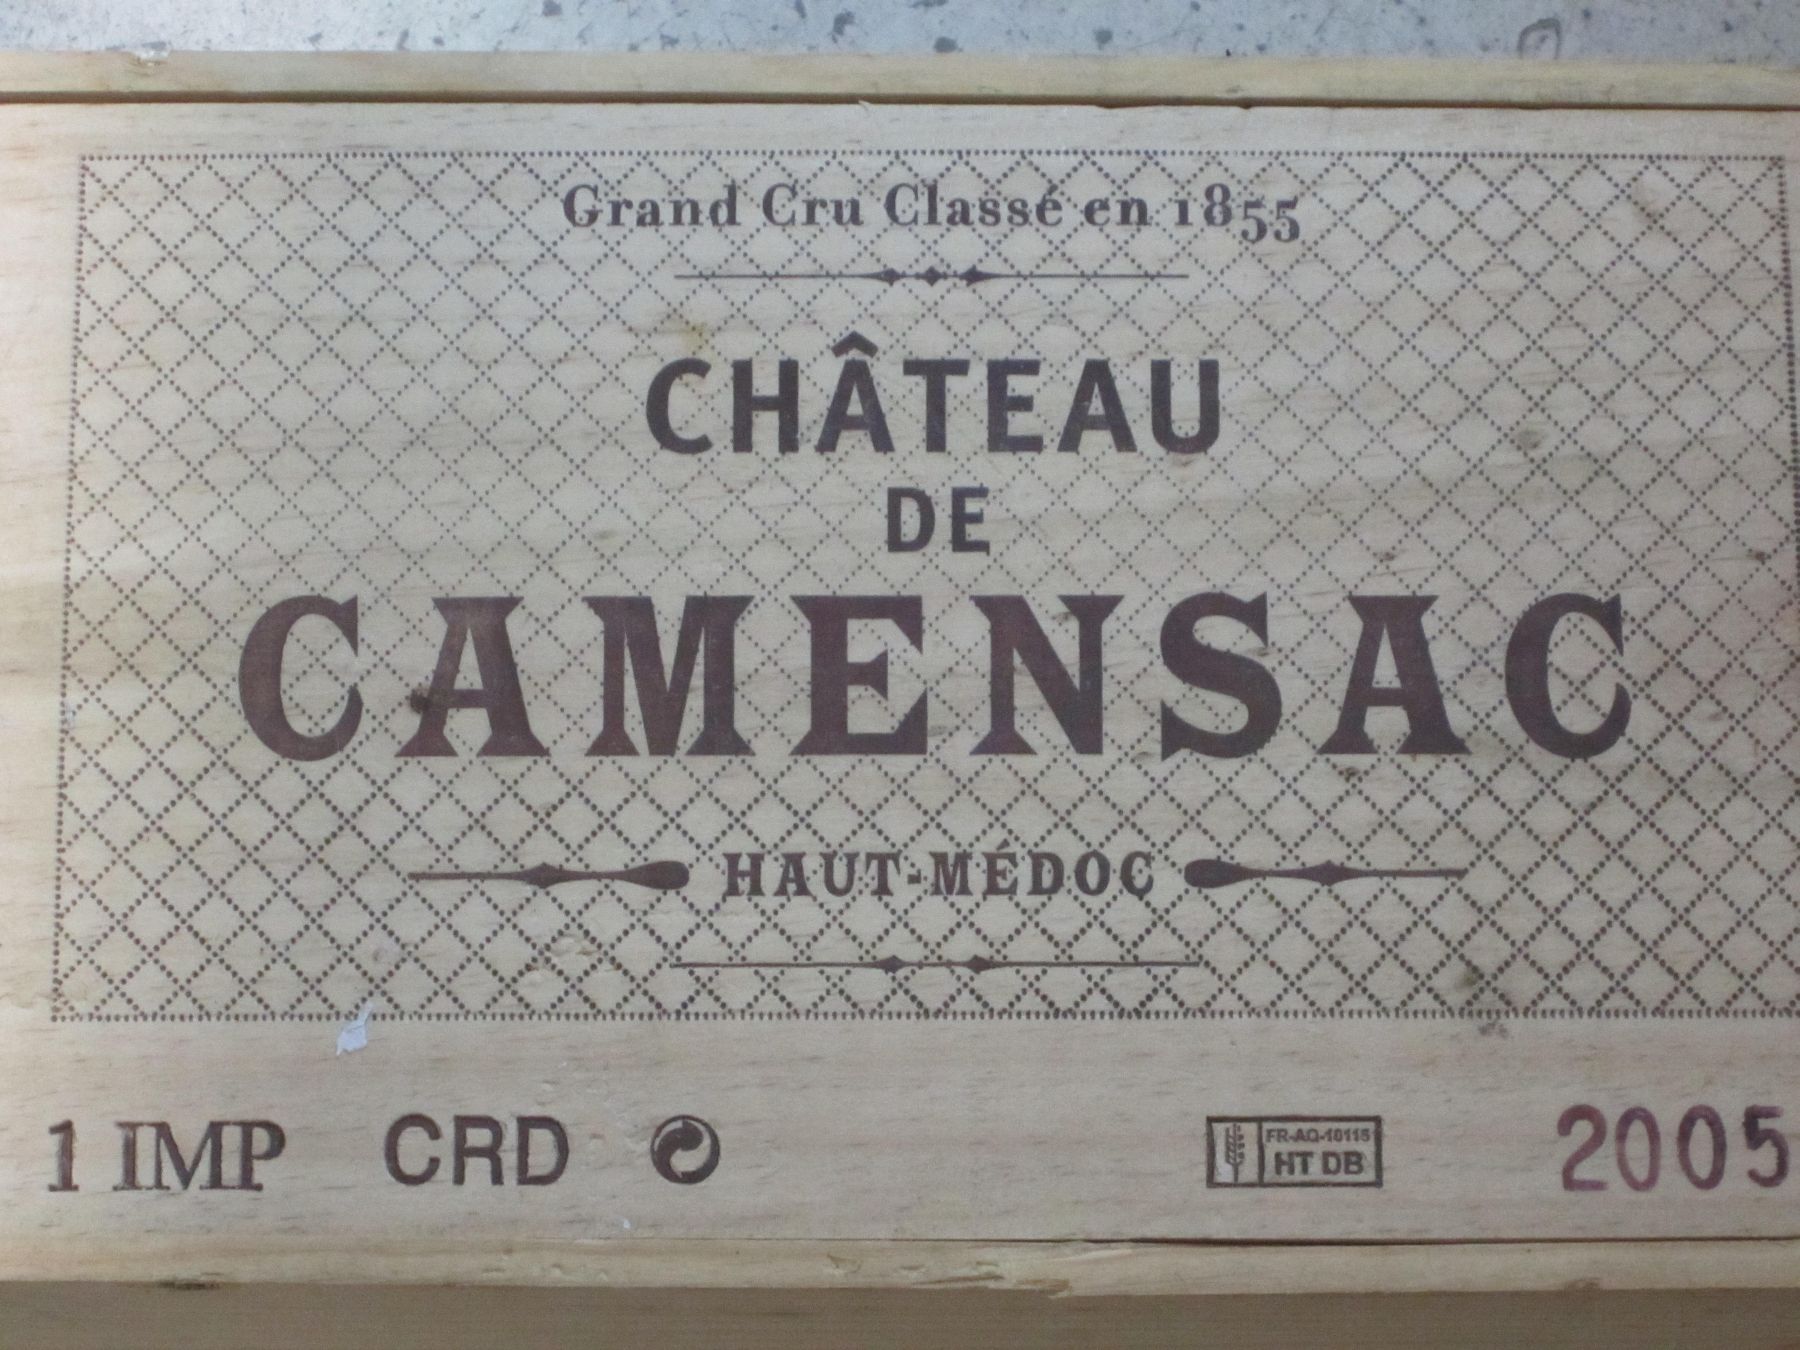 Grand Cru Classé en 1855
CHÂTEAU
DE
CAMENSAC
HAUT-MÉDOC
1 IMP CRD FR-AQ-10115 2005
HT DB